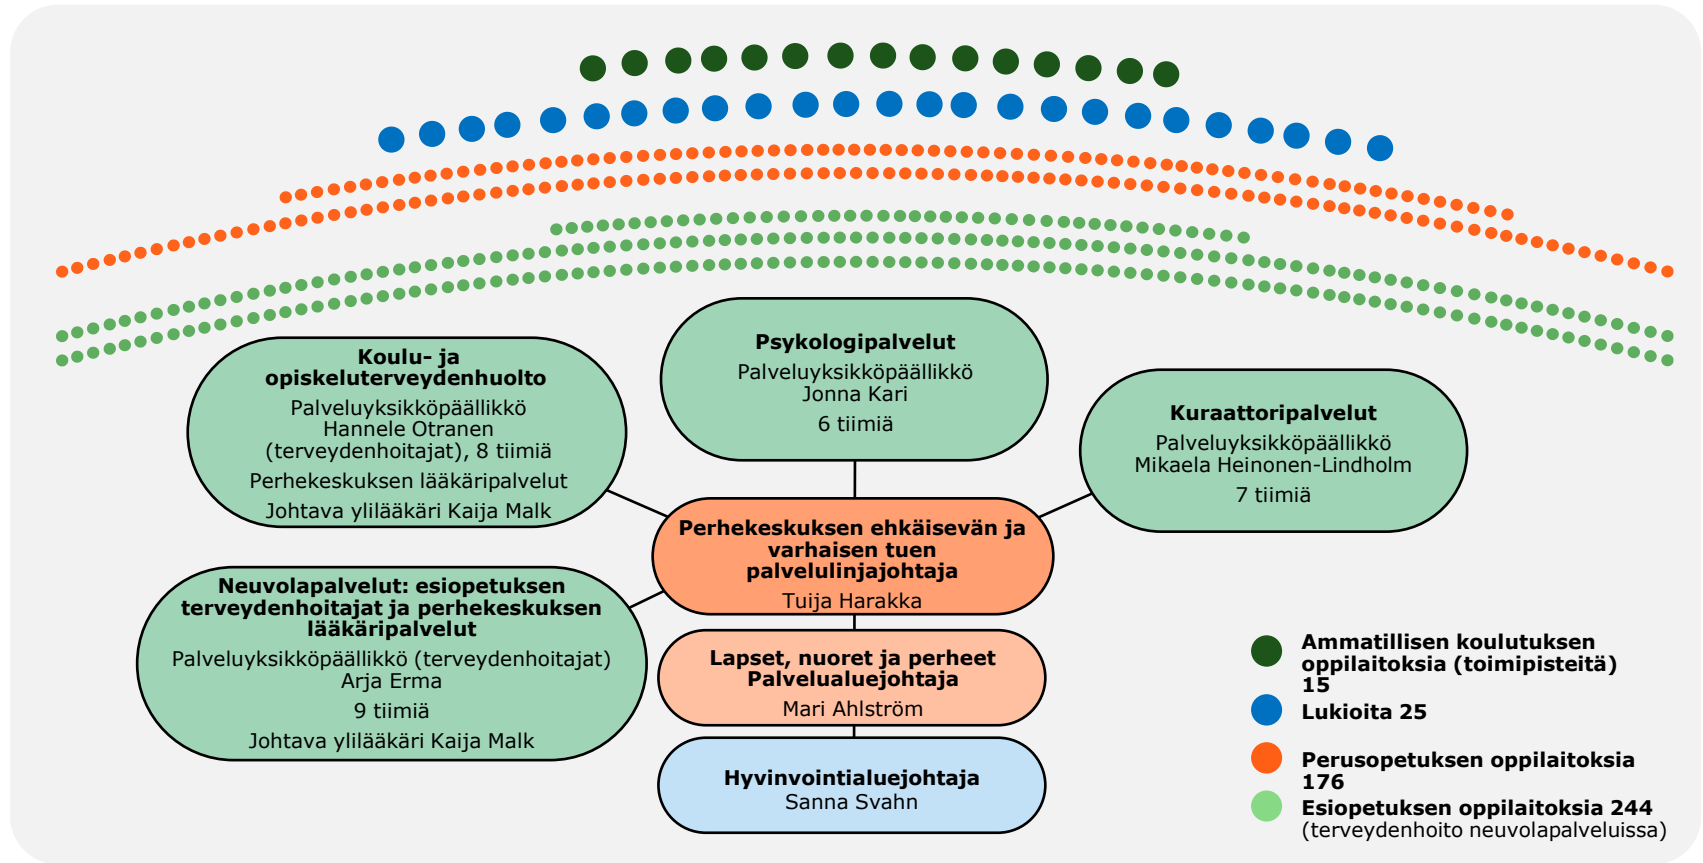 Psykologipalvelut
Palveluyksikköpäällikkö
Jonna Kari
6 tiimiä
Koulu- ja
opiskeluterveydenhuolto
Palveluyksikköpäällikkö
Hannele Otranen
(terveydenhoitajat), 8 tiimiä
Perhekeskuksen lääkäripalvelut
Johtava ylilääkäri Kaija Malk
Kuraattoripalvelut
Palveluyksikköpäällikkö
Mikaela Heinonen-Lindholm
7 tiimiä
Perhekeskuksen ehkäisevän ja
varhaisen tuen
palvelulinjajohtaja
Tuija Harakka
Neuvolapalvelut: esiopetuksen
terveydenhoitajat ja perhekeskuksen
lääkäripalvelut
Palveluyksikköpäällikkö (terveydenhoitajat)
Arja Erma
9 tiimiä
Johtava ylilääkäri Kaija Malk
Lapset, nuoret ja perheet
Palvelualuejohtaja
Mari Ahlström
Hyvinvointialuejohtaja
Sanna Svahn
Ammatillisen koulutuksen
oppilaitoksia (toimipisteitä)
15
Lukioita 25
Perusopetuksen oppilaitoksia
176
Esiopetuksen oppilaitoksia 244
(terveydenhoito neuvolapalveluissa)